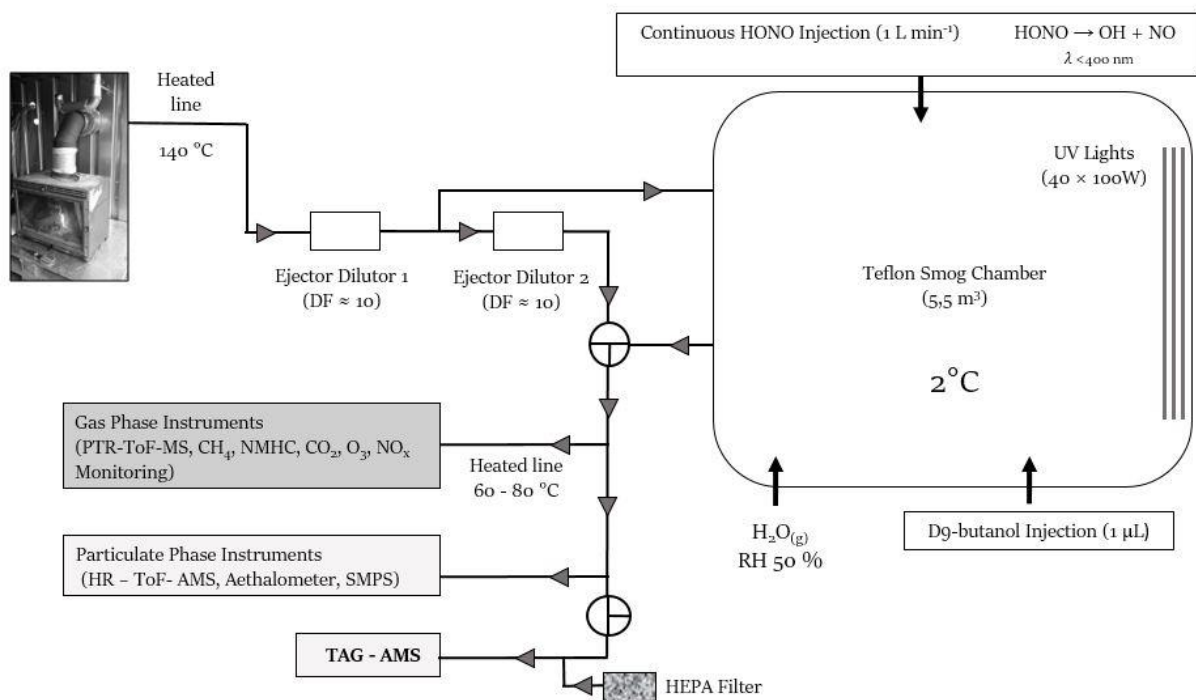 Continuous HONO Injection (1 L min⁻¹) HONO → OH + NO
λ <400 nm
Heated
line
140 °C
UV Lights
(40 × 100W)
Ejector Dilutor 1
(DF ≈ 10)
Ejector Dilutor 2
(DF ≈ 10)
Teflon Smog Chamber
(5,5 m³)
2°C
Gas Phase Instruments
(PTR-ToF-MS, CH₄, NMHC, CO₂, O₃, NOₓ
Monitoring)
Heated line
60 - 80 °C
H₂O₍g₎
RH 50 %
D9-butanol Injection (1 µL)
Particulate Phase Instruments
(HR – ToF- AMS, Aethalometer, SMPS)
TAG - AMS
HEPA Filter